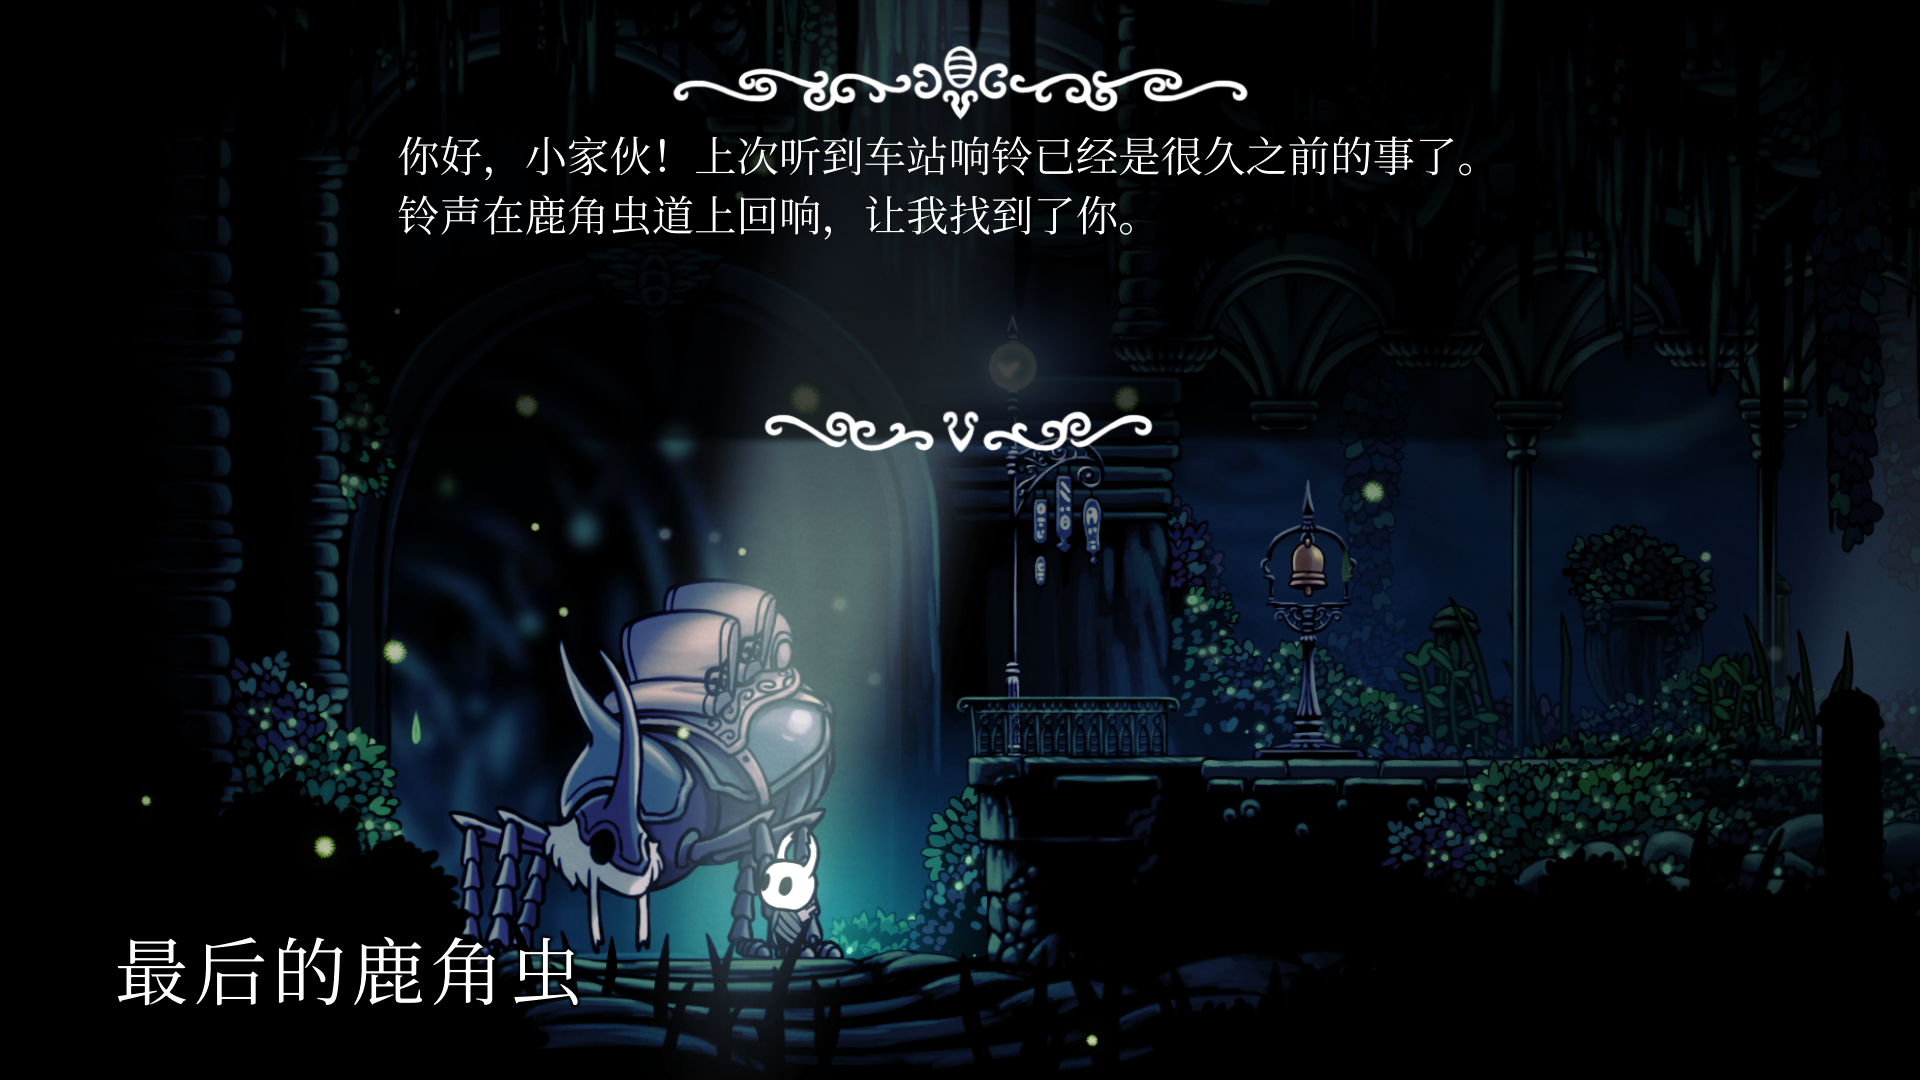 你好，小家伙！上次听到车站响铃已经是很久之前的事了。
铃声在鹿角虫道上回响，让我找到了你。
最后的鹿角虫